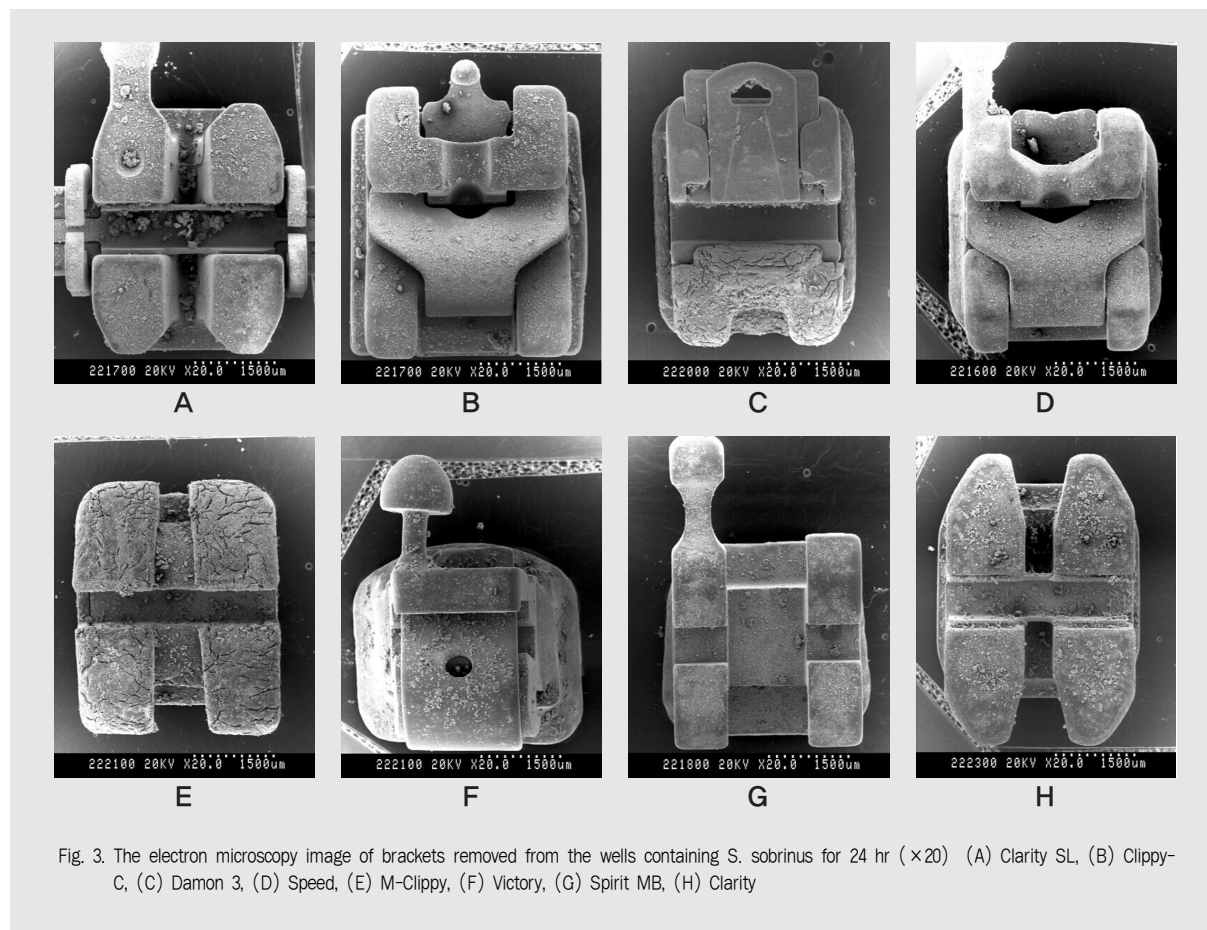 221700 20KV X20.0 1500um
221700 20KV X20.0 1500um
222000 20KV X20.0 1500um
221600 20KV X20.0 1500um
A
B
C
D
222100 20KV X20.0 1500um
222100 20KV X20.0 1500um
221800 20KV X20.0 1500um
222300 20KV X20.0 1500um
E
F
G
H
Fig. 3. The electron microscopy image of brackets removed from the wells containing S. sobrinus for 24 hr (×20) (A) Clarity SL, (B) Clippy-
C, (C) Damon 3, (D) Speed, (E) M-Clippy, (F) Victory, (G) Spirit MB, (H) Clarity